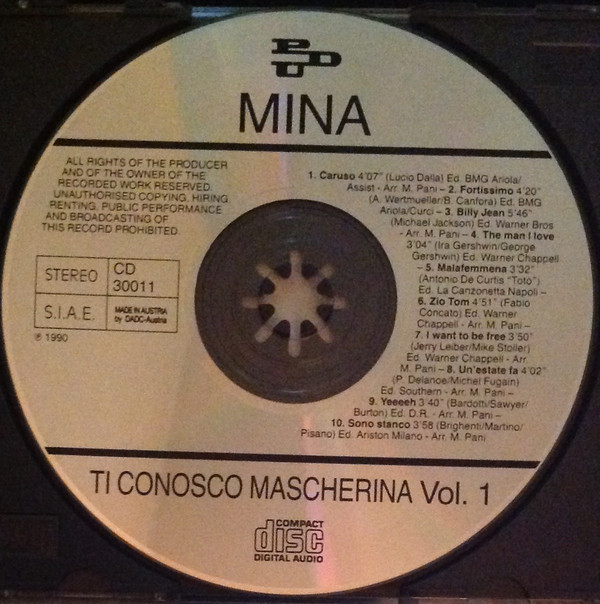 PDU
MINA
ALL RIGHTS OF THE PRODUCER
AND OF THE OWNER OF THE
RECORDED WORK RESERVED.
UNAUTHORISED COPYING, HIRING,
RENTING, PUBLIC PERFORMANCE
AND BROADCASTING OF
THIS RECORD PROHIBITED.
STEREO
CD
30011
S.I.A.E.
MADE IN AUSTRIA
by DADC-Austria
℗ 1990
1. Caruso 4'07" (Lucio Dalla) Ed. BMG Ariola/
Assist - Arr. M. Pani – 2. Fortissimo 4'20"
(A. Wertmueller/B. Canfora) Ed. BMG
Ariola/Curci – 3. Billy Jean 5'46"
(Michael Jackson) Ed. Warner Bros
- Arr. M. Pani – 4. The man I love
3'04" (Ira Gershwin/George
Gershwin) Ed. Warner Chappell
– 5. Malafemmena 3'32"
(Antonio De Curtis "Totò")
Ed. La Canzonetta Napoli –
6. Zio Tom 4'51" (Fabio
Concato) Ed. Warner
Chappell - Arr. M. Pani –
7. I want to be free 3'50"
(Jerry Leiber/Mike Stoller)
Ed. Warner Chappell - Arr.
M. Pani – 8. Un'estate fa 4'02"
(P. Delanoe/Michel Fugain)
Ed. Southern - Arr. M. Pani –
9. Yeeeeh 3'40" (Bardotti/Sawyer/
Burton) Ed. D.R. - Arr. M. Pani –
10. Sono stanco 3'58 (Brighenti/Martino/
Pisano) Ed. Ariston Milano - Arr. M. Pani
TI CONOSCO MASCHERINA Vol. 1
COMPACT
disc
DIGITAL AUDIO